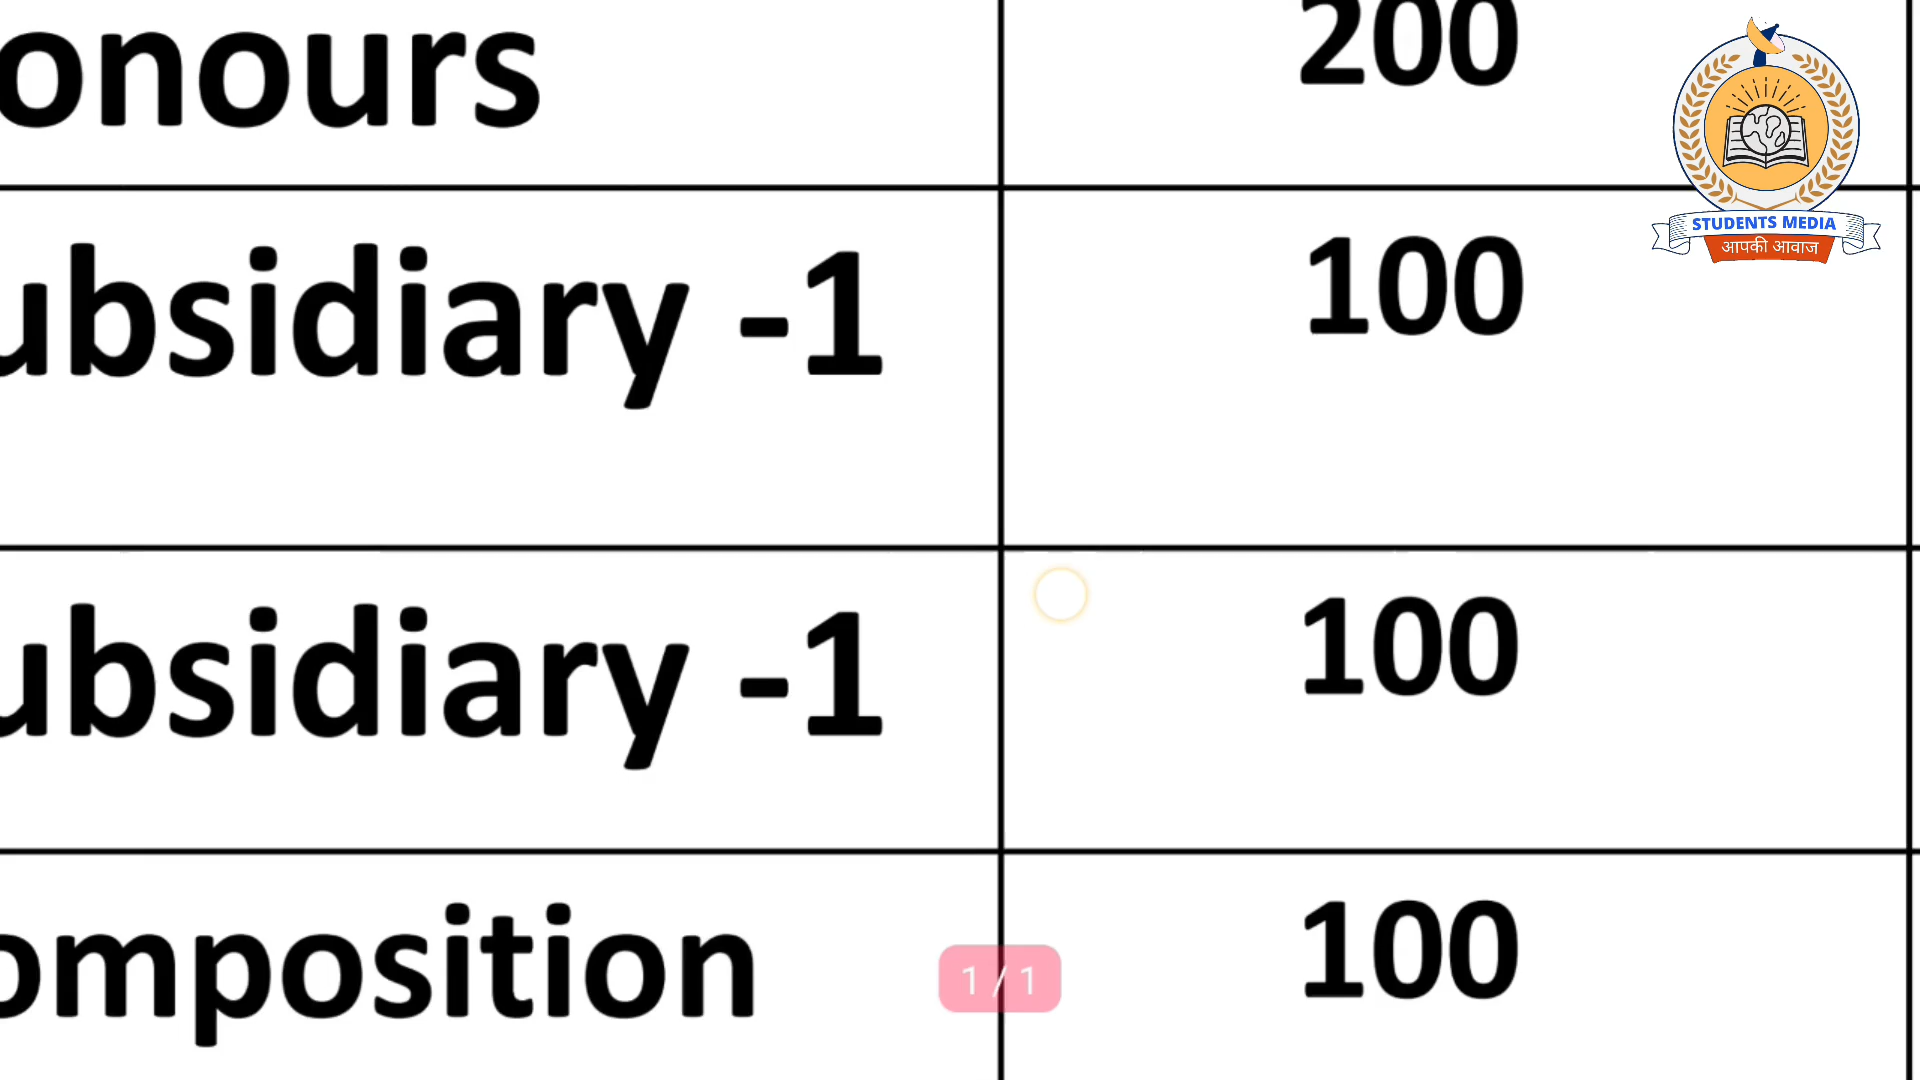 onours 200
ubsidiary -1 100
ubsidiary -1 100
omposition 100
1 / 1
STUDENTS MEDIA
आपकी आवाज